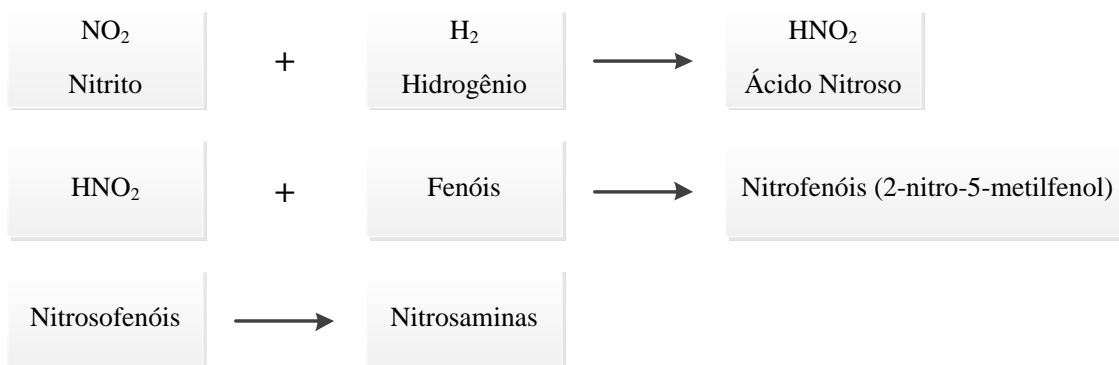 NO₂ + H₂ → HNO₂
Nitrito Hidrogênio Ácido Nitroso
HNO₂ + Fenóis → Nitrofenóis (2-nitro-5-metilfenol)
Nitrosofenóis → Nitrosaminas